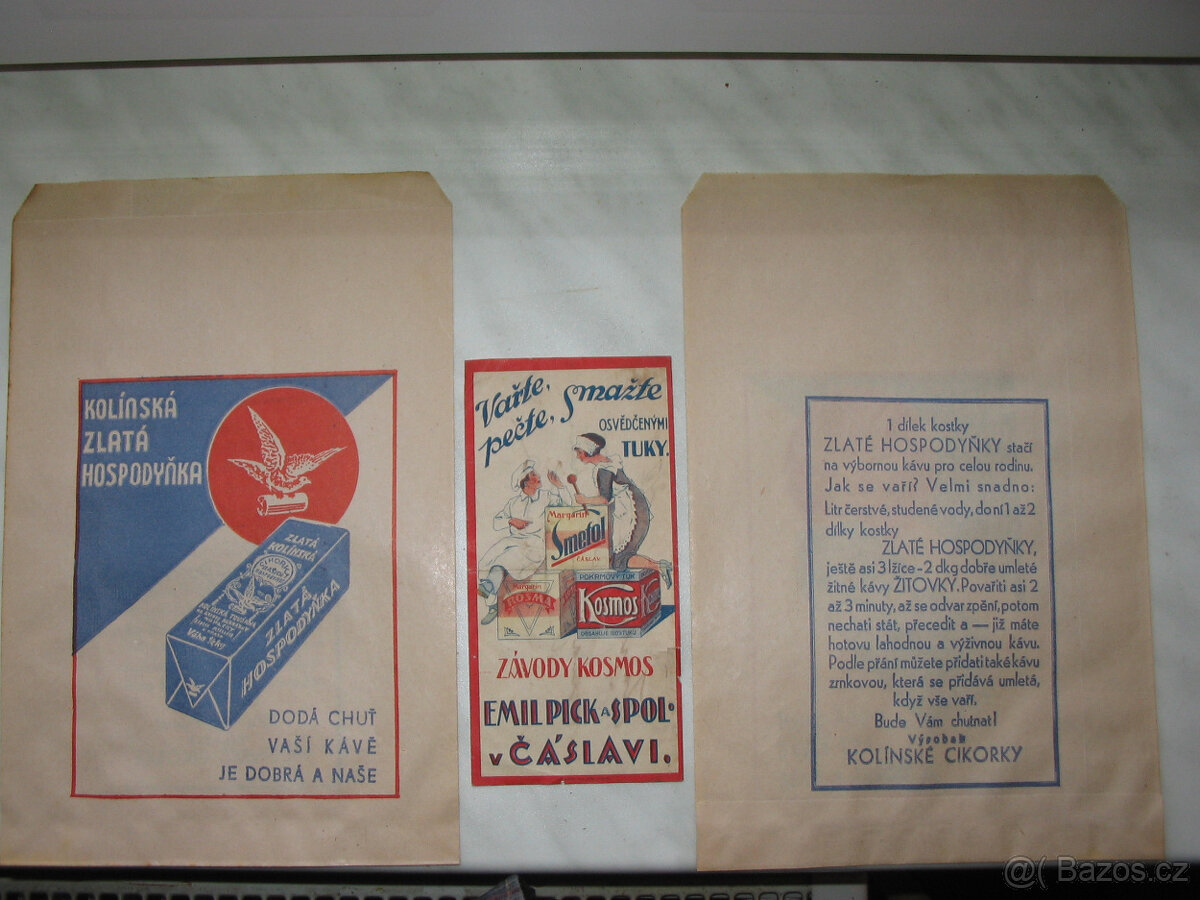 KOLÍNSKÁ
ZLATÁ
HOSPODYŇKA
ZLATÁ
KOLÍNSKÁ
ZLATÁ
HOSPODYŇKA
DODÁ CHUŤ
VAŠÍ KÁVĚ
JE DOBRÁ A NAŠE
Vařte,
pečte, Smažte
OSVĚDČENÝMI
TUKY.
Margarin
Smetol
ČÁSLAV
Margarin
POKRMOVÝ TUK
Kosmos
ZÁVODY KOSMOS
EMIL PICK A SPOL.
v ČÁSLAVI.
1 dílek kostky
ZLATÉ HOSPODYŇKY stačí
na výbornou kávu pro celou rodinu.
Jak se vaří? Velmi snadno:
Litr čerstvé, studené vody, do ní 1 až 2
dílky kostky
ZLATÉ HOSPODYŇKY,
ještě asi 3 lžíce - 2 dkg dobře umleté
žitné kávy ŽITOVKY. Povařiti asi 2
až 3 minuty, až se odvar zpění, potom
nechati stát, přecedit a — již máte
hotovu lahodnou a výživnou kávu.
Podle přání můžete přidati také kávu
zrnkovou, která se přidává umletá,
když vše vaří.
Bude Vám chutnat!
Výrobek
KOLÍNSKÉ CIKORKY
@( Bazos.cz